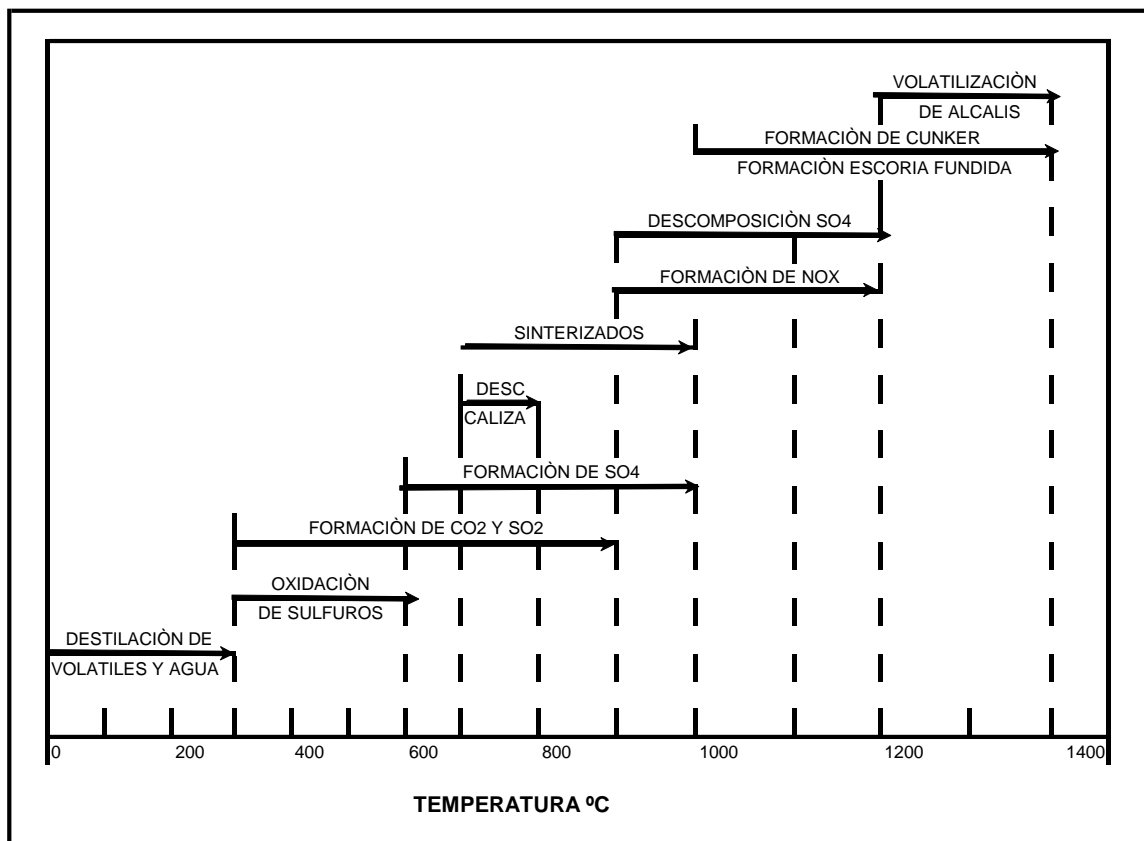 VOLATILIZACIÒN
DE ALCALIS
FORMACIÒN DE CUNKER
FORMACIÒN ESCORIA FUNDIDA
DESCOMPOSICIÒN SO4
FORMACIÒN DE NOX
SINTERIZADOS
DESC
CALIZA
FORMACIÒN DE SO4
FORMACIÒN DE CO2 Y SO2
OXIDACIÒN
DE SULFUROS
DESTILACIÒN DE
VOLATILES Y AGUA
0 200 400 600 800 1000 1200 1400
TEMPERATURA ºC